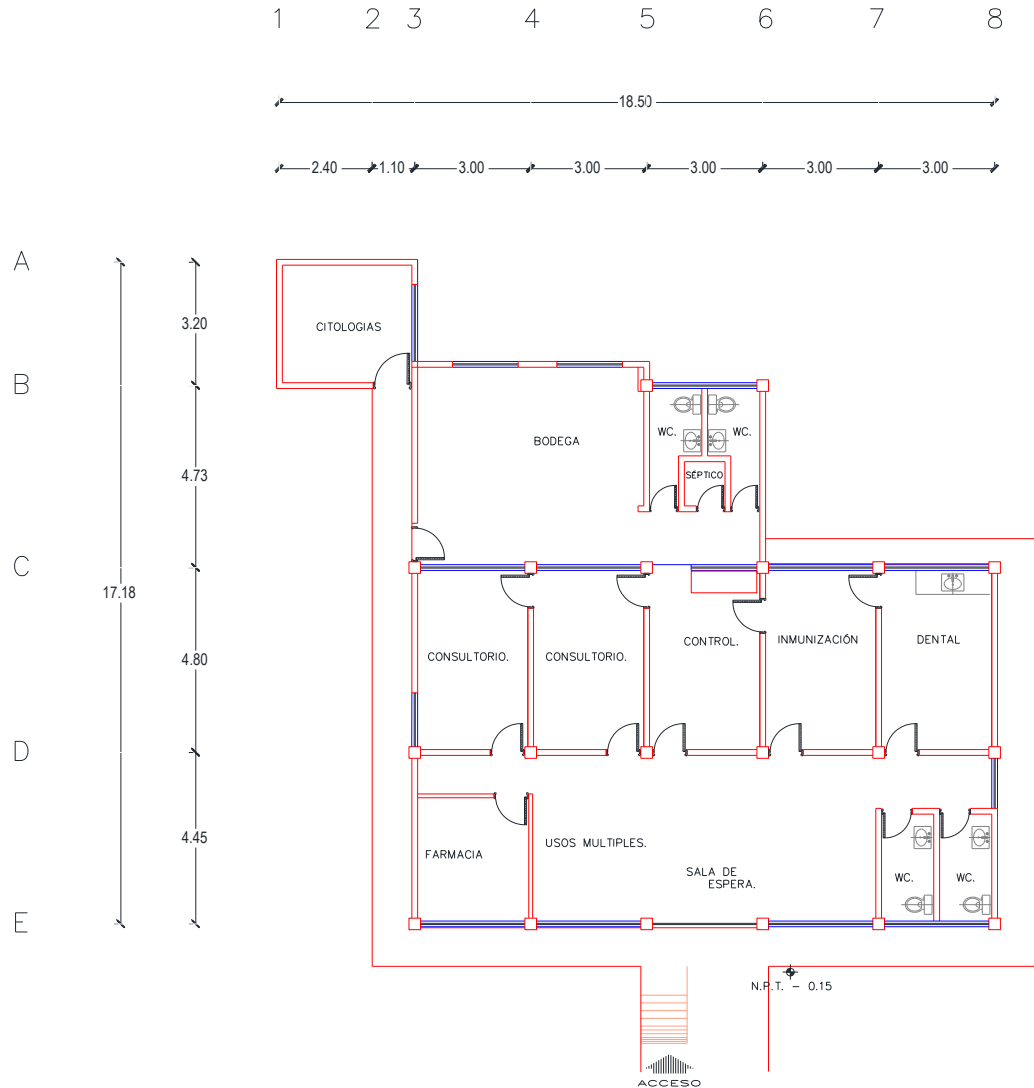 1 2 3 4 5 6 7 8
18.50
2.40 1.10 3.00 3.00 3.00 3.00 3.00
A
3.20
CITOLOGIAS
B
WC. WC.
BODEGA
4.73
SÉPTICO
C
17.18
4.80
CONSULTORIO. CONSULTORIO. CONTROL. INMUNIZACIÓN DENTAL
D
4.45
FARMACIA
USOS MULTIPLES.
SALA DE
ESPERA.
WC. WC.
E
N.P.T. - 0.15
ACCESO